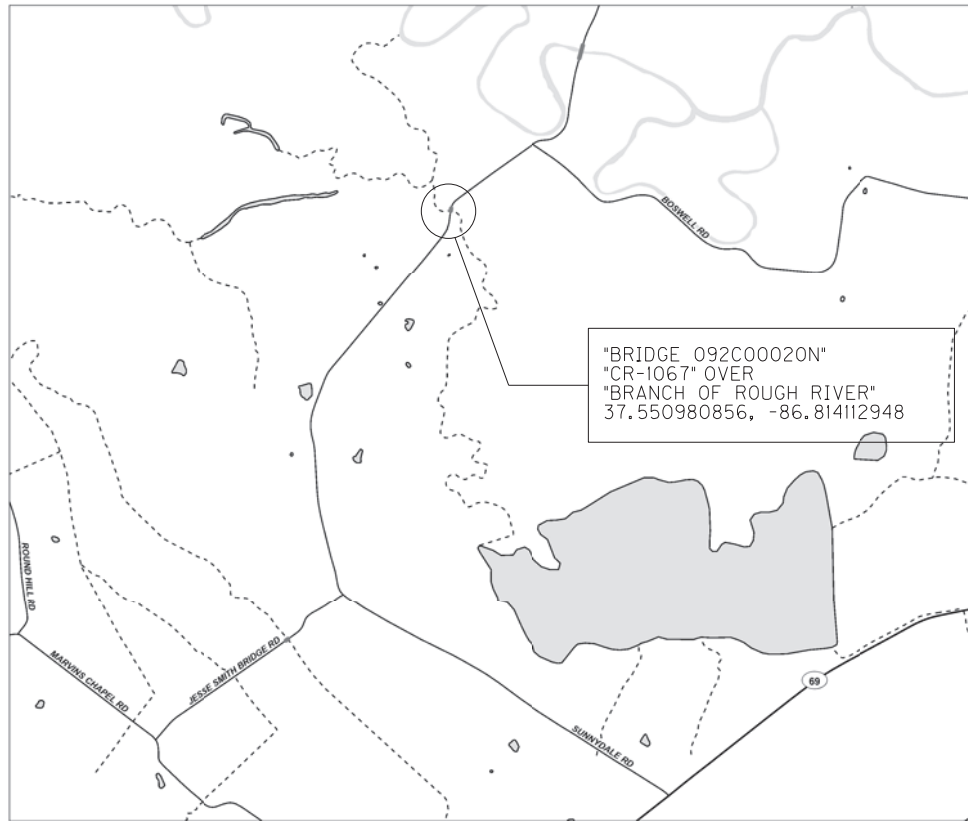 BOSWELL RD
"BRIDGE 092C00020N"
"CR-1067" OVER
"BRANCH OF ROUGH RIVER"
37.550980856, -86.814112948
ROUND HILL RD
MARVINS CHAPEL RD
JESSE SMITH BRIDGE RD
69
SUNNYDALE RD